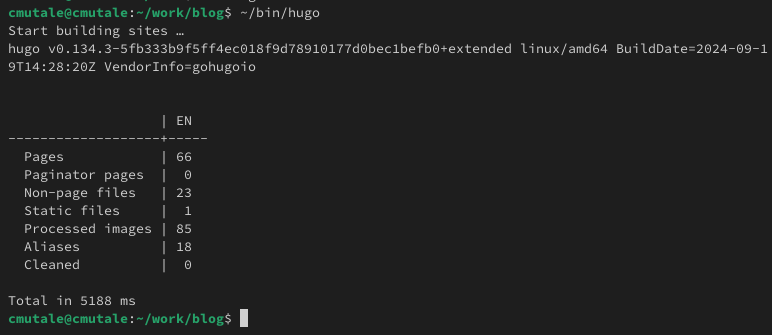 cmutale@cmutale:~/work/blog$ ~/bin/hugo
Start building sites …
hugo v0.134.3-5fb333b9f5ff4ec018f9d78910177d0bec1befb0+extended linux/amd64 BuildDate=2024-09-1
9T14:28:20Z VendorInfo=gohugoio
                   | EN
-------------------+-----
  Pages            | 66
  Paginator pages  |  0
  Non-page files   | 23
  Static files     |  1
  Processed images | 85
  Aliases          | 18
  Cleaned          |  0
Total in 5188 ms
cmutale@cmutale:~/work/blog$